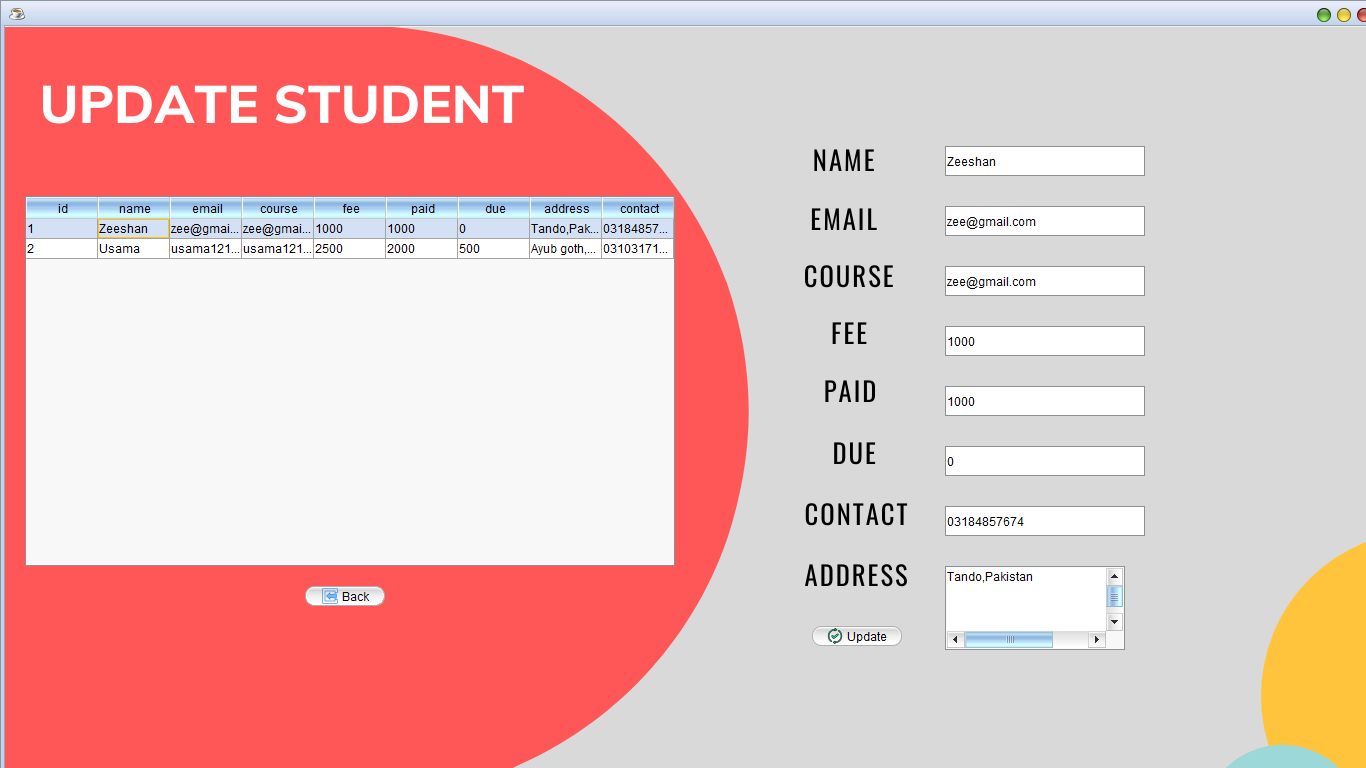 UPDATE STUDENT
id name email course fee paid due address contact
1 Zeeshan zee@gmai... zee@gmai... 1000 1000 0 Tando,Pak... 03184857...
2 Usama usama121... usama121... 2500 2000 500 Ayub goth,... 03103171...
Back
NAME Zeeshan
EMAIL zee@gmail.com
COURSE zee@gmail.com
FEE 1000
PAID 1000
DUE 0
CONTACT 03184857674
ADDRESS Tando,Pakistan
Update